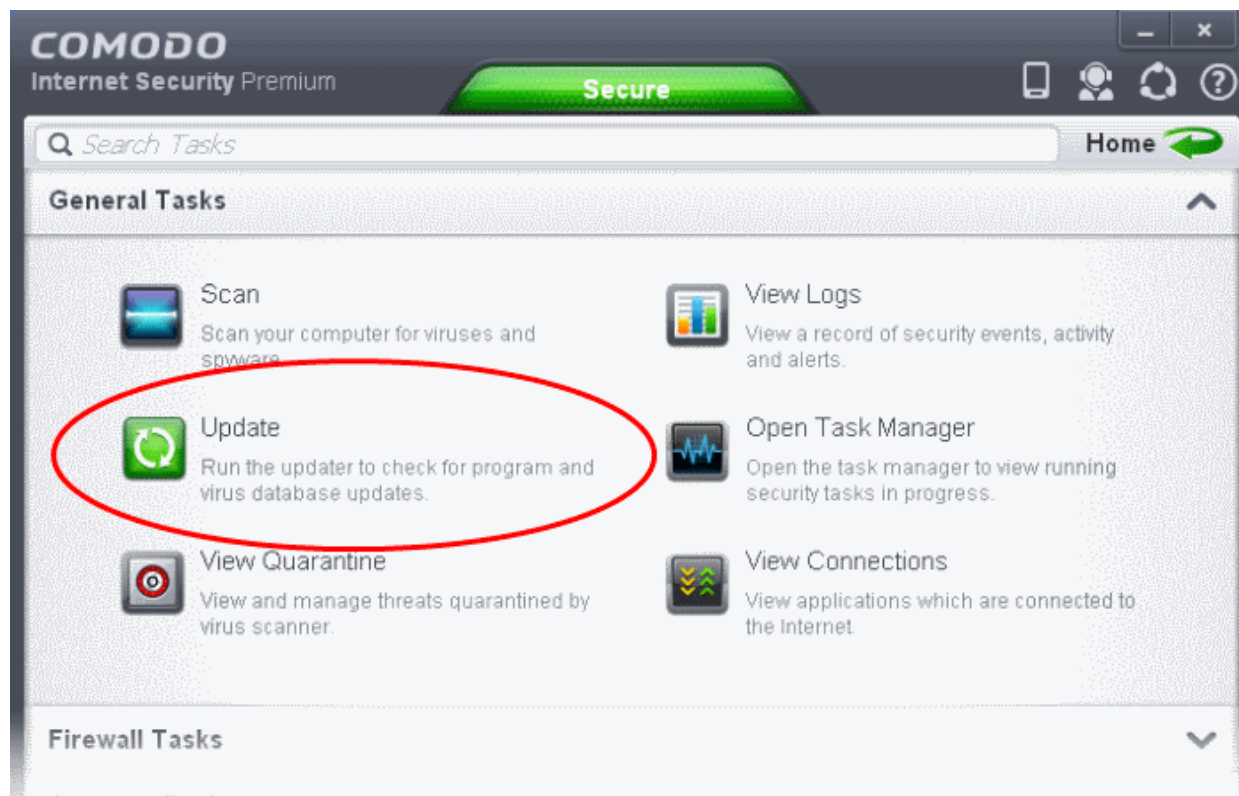 COMODO
Internet Security Premium
Secure
Search Tasks
Home
General Tasks
Scan
Scan your computer for viruses and
spyware.
View Logs
View a record of security events, activity
and alerts.
Update
Run the updater to check for program and
virus database updates.
Open Task Manager
Open the task manager to view running
security tasks in progress.
View Quarantine
View and manage threats quarantined by
virus scanner.
View Connections
View applications which are connected to
the Internet
Firewall Tasks